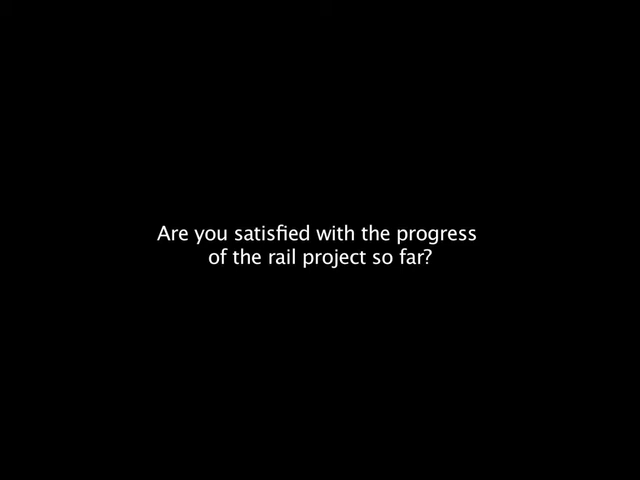 Are you satisfied with the progress
of the rail project so far?